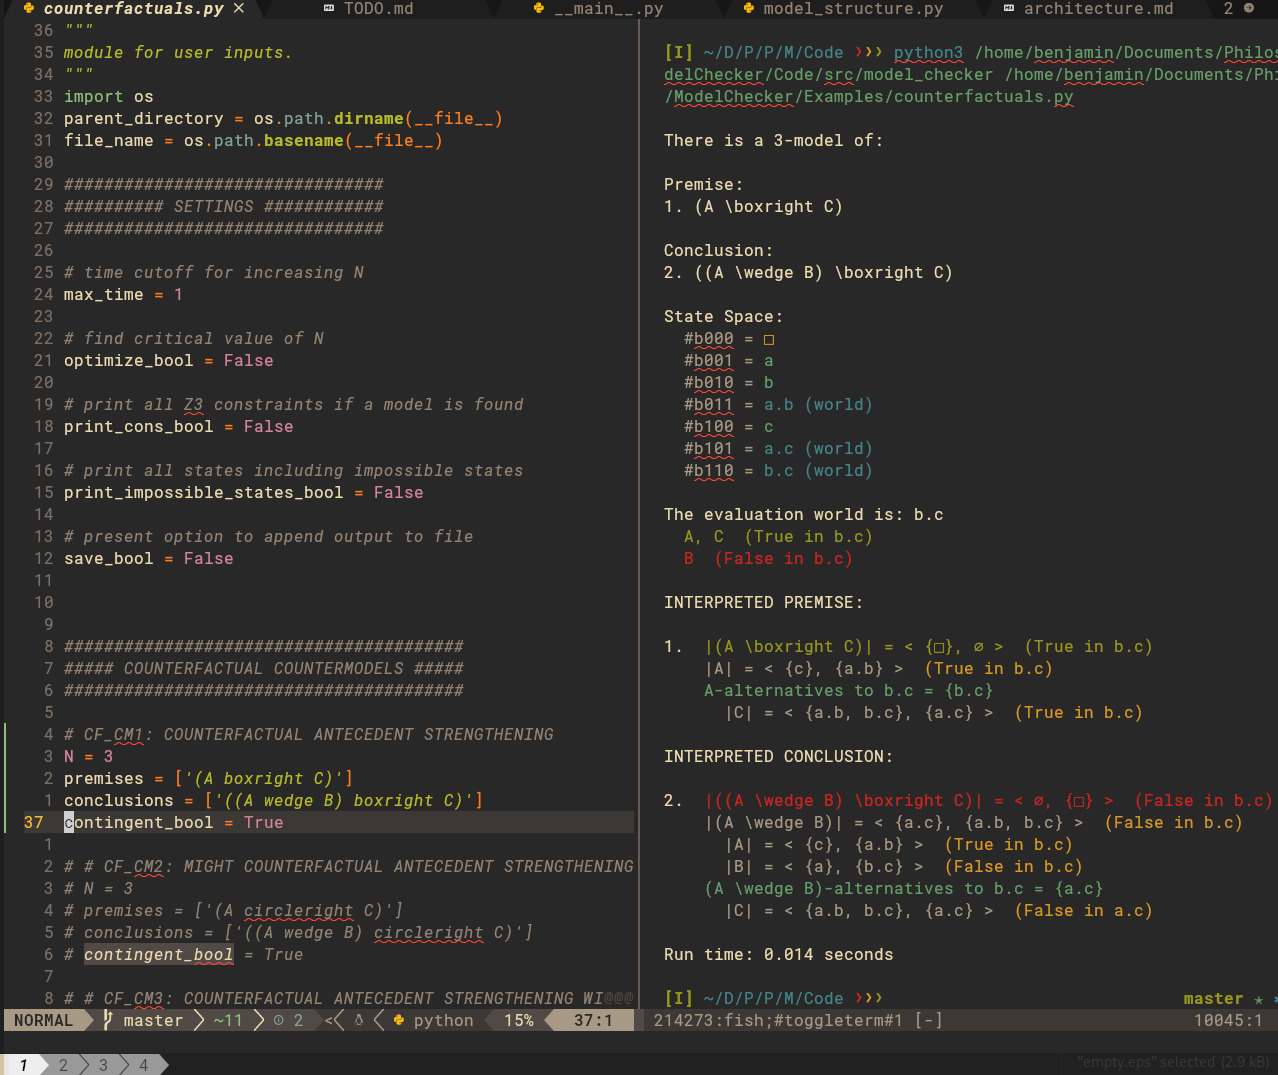 counterfactuals.py ✕ TODO.md __main__.py model_structure.py architecture.md 2
36 """
35 module for user inputs.
34 """
33 import os
32 parent_directory = os.path.dirname(__file__)
31 file_name = os.path.basename(__file__)
30
29 ################################
28 ########## SETTINGS ############
27 ################################
26
25 # time cutoff for increasing N
24 max_time = 1
23
22 # find critical value of N
21 optimize_bool = False
20
19 # print all Z3 constraints if a model is found
18 print_cons_bool = False
17
16 # print all states including impossible states
15 print_impossible_states_bool = False
14
13 # present option to append output to file
12 save_bool = False
11
10
9
8 ########################################
7 ##### COUNTERFACTUAL COUNTERMODELS #####
6 ########################################
5
4 # CF_CM1: COUNTERFACTUAL ANTECEDENT STRENGTHENING
3 N = 3
2 premises = ['(A boxright C)']
1 conclusions = ['((A wedge B) boxright C)']
37 contingent_bool = True
1
2 # # CF_CM2: MIGHT COUNTERFACTUAL ANTECEDENT STRENGTHENING
3 # N = 3
4 # premises = ['(A circleright C)']
5 # conclusions = ['((A wedge B) circleright C)']
6 # contingent_bool = True
7
8 # # CF_CM3: COUNTERFACTUAL ANTECEDENT STRENGTHENING WI@@@
NORMAL master ~11 2 < python 15% 37:1
[I] ~/D/P/P/M/Code ❯❯❯ python3 /home/benjamin/Documents/Philos
delChecker/Code/src/model_checker /home/benjamin/Documents/Phi
/ModelChecker/Examples/counterfactuals.py
There is a 3-model of:
Premise:
1. (A \boxright C)
Conclusion:
2. ((A \wedge B) \boxright C)
State Space:
#b000 = □
#b001 = a
#b010 = b
#b011 = a.b (world)
#b100 = c
#b101 = a.c (world)
#b110 = b.c (world)
The evaluation world is: b.c
A, C (True in b.c)
B (False in b.c)
INTERPRETED PREMISE:
1. |(A \boxright C)| = < {□}, ∅ > (True in b.c)
|A| = < {c}, {a.b} > (True in b.c)
A-alternatives to b.c = {b.c}
|C| = < {a.b, b.c}, {a.c} > (True in b.c)
INTERPRETED CONCLUSION:
2. |((A \wedge B) \boxright C)| = < ∅, {□} > (False in b.c)
|(A \wedge B)| = < {a.c}, {a.b, b.c} > (False in b.c)
|A| = < {c}, {a.b} > (True in b.c)
|B| = < {a}, {b.c} > (False in b.c)
(A \wedge B)-alternatives to b.c = {a.c}
|C| = < {a.b, b.c}, {a.c} > (False in a.c)
Run time: 0.014 seconds
[I] ~/D/P/P/M/Code ❯❯❯ master ★
214273:fish;#toggleterm#1 [-] 10045:1
1 2 3 4 "empty.eps" selected (2.9 kB)